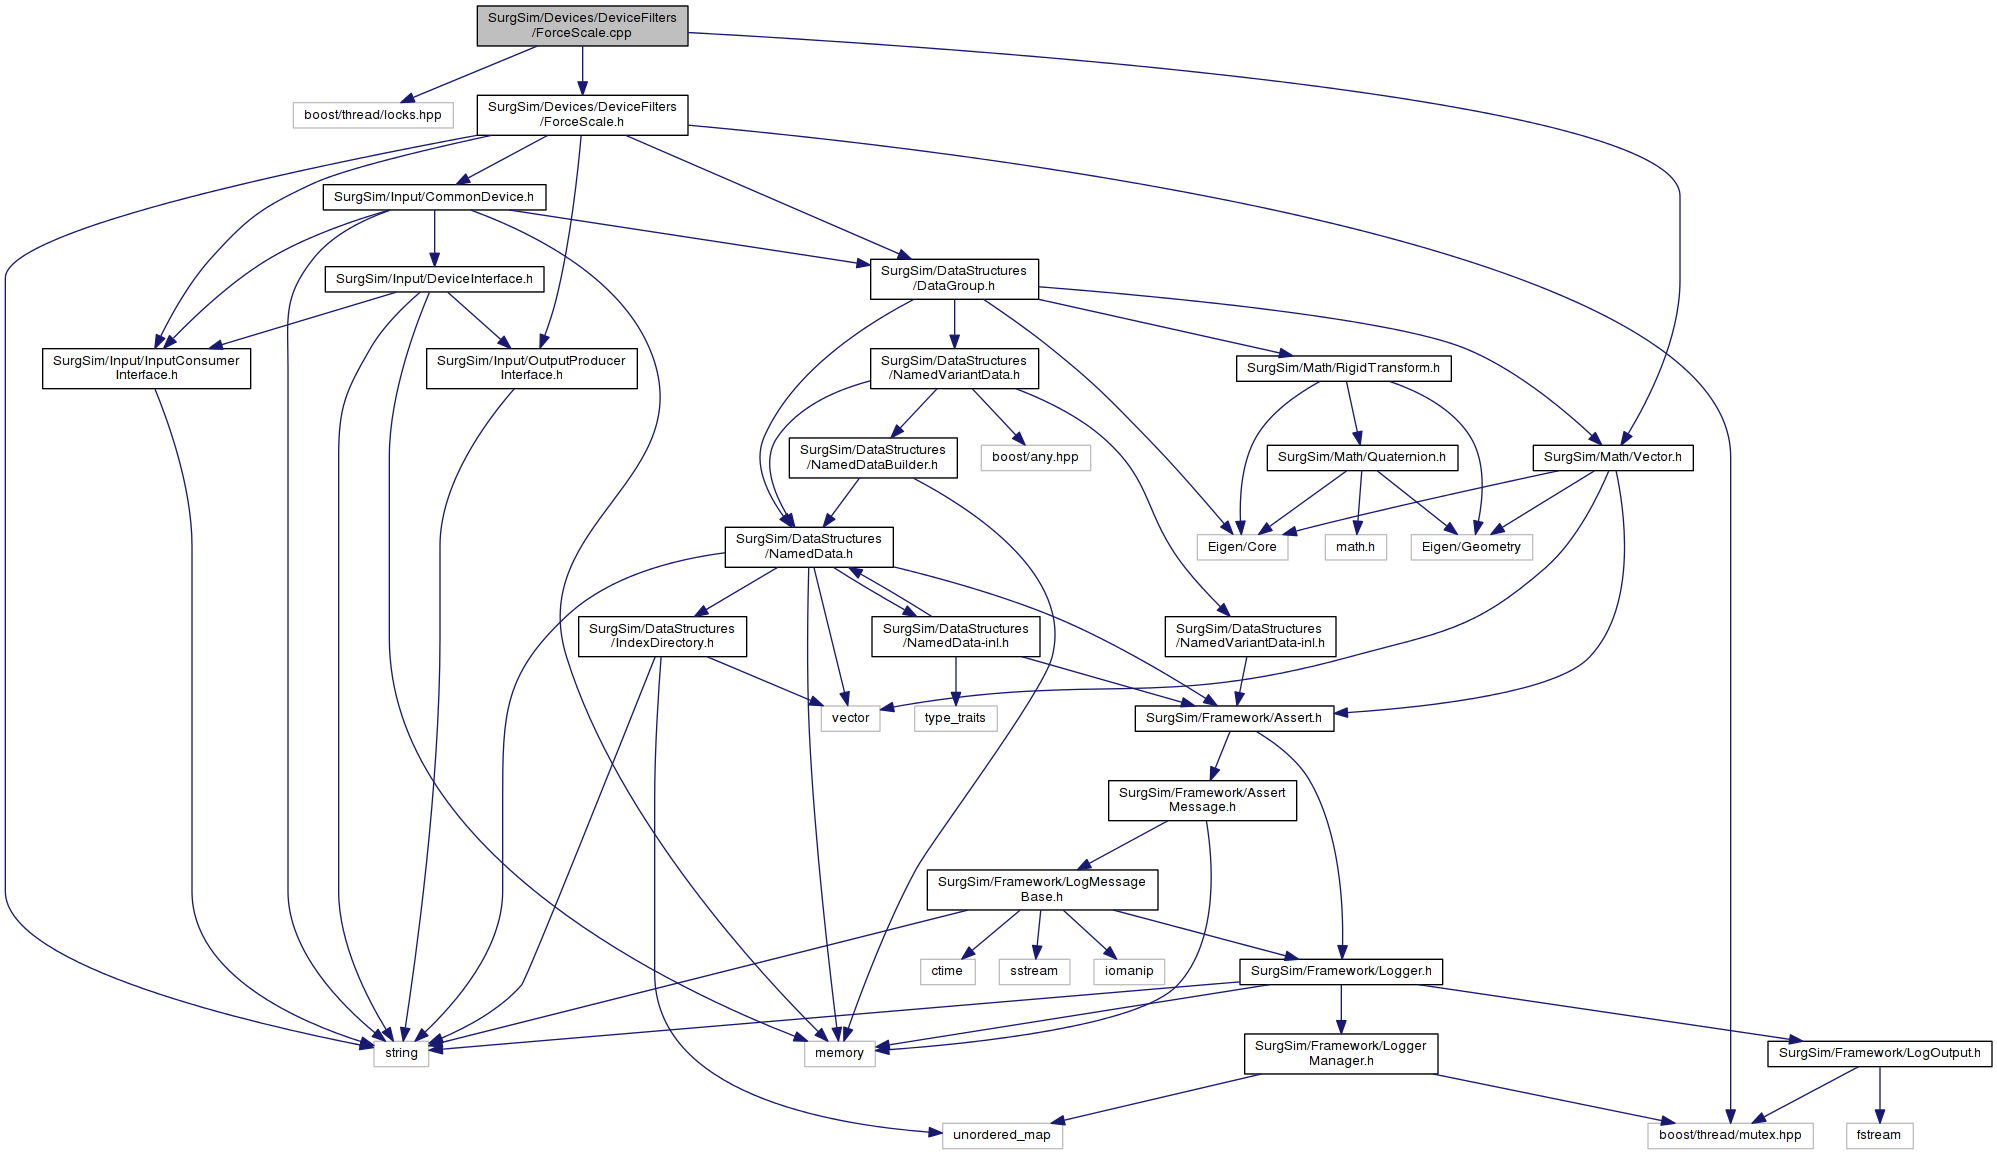 SurgSim/Devices/DeviceFilters
/ForceScale.cpp
boost/thread/locks.hpp
SurgSim/Devices/DeviceFilters
/ForceScale.h
SurgSim/Input/CommonDevice.h
SurgSim/Input/DeviceInterface.h
SurgSim/DataStructures
/DataGroup.h
SurgSim/Input/InputConsumer
Interface.h
SurgSim/Input/OutputProducer
Interface.h
SurgSim/DataStructures
/NamedVariantData.h
SurgSim/Math/RigidTransform.h
SurgSim/DataStructures
/NamedDataBuilder.h
boost/any.hpp
SurgSim/Math/Quaternion.h
SurgSim/Math/Vector.h
SurgSim/DataStructures
/NamedData.h
Eigen/Core
math.h
Eigen/Geometry
SurgSim/DataStructures
/IndexDirectory.h
SurgSim/DataStructures
/NamedData-inl.h
SurgSim/DataStructures
/NamedVariantData-inl.h
vector
type_traits
SurgSim/Framework/Assert.h
SurgSim/Framework/Assert
Message.h
SurgSim/Framework/LogMessage
Base.h
ctime
sstream
iomanip
SurgSim/Framework/Logger.h
string
memory
SurgSim/Framework/Logger
Manager.h
SurgSim/Framework/LogOutput.h
unordered_map
boost/thread/mutex.hpp
fstream